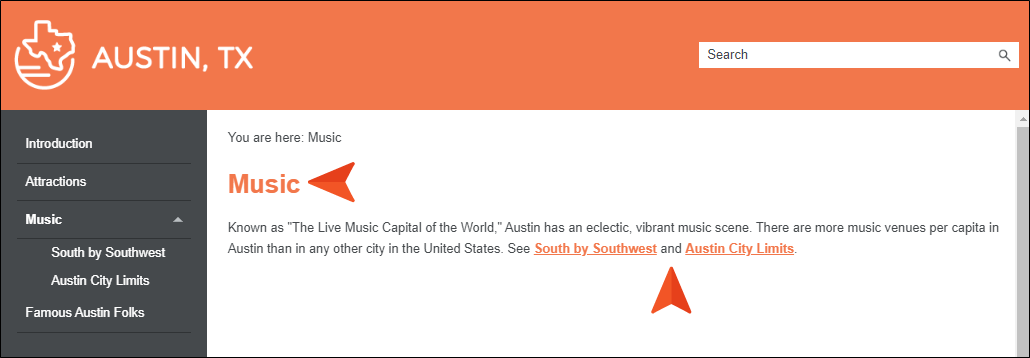 AUSTIN, TX
Search
Introduction
Attractions
Music
South by Southwest
Austin City Limits
Famous Austin Folks
You are here: Music
Music
Known as "The Live Music Capital of the World," Austin has an eclectic, vibrant music scene. There are more music venues per capita in
Austin than in any other city in the United States. See South by Southwest and Austin City Limits.